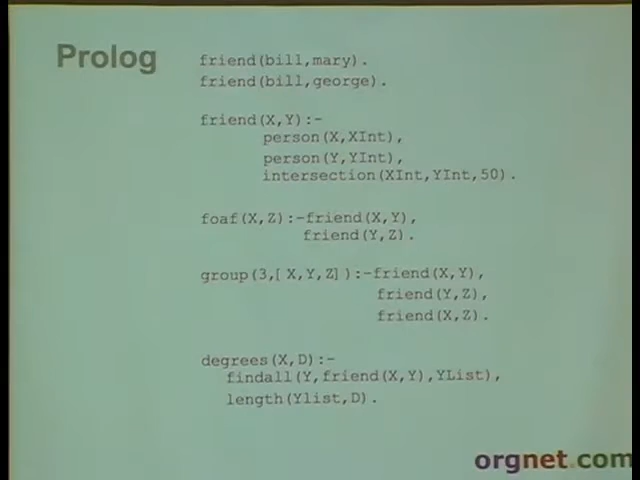 Prolog
friend(bill,mary).
friend(bill,george).
friend(X,Y):-
person(X,XInt),
person(Y,YInt),
intersection(XInt,YInt,50).
foaf(X,Z):-friend(X,Y),
friend(Y,Z).
group(3,[X,Y,Z]):-friend(X,Y),
friend(Y,Z),
friend(X,Z).
degrees(X,D):-
findall(Y,friend(X,Y),YList),
length(Ylist,D).
orgnet.com